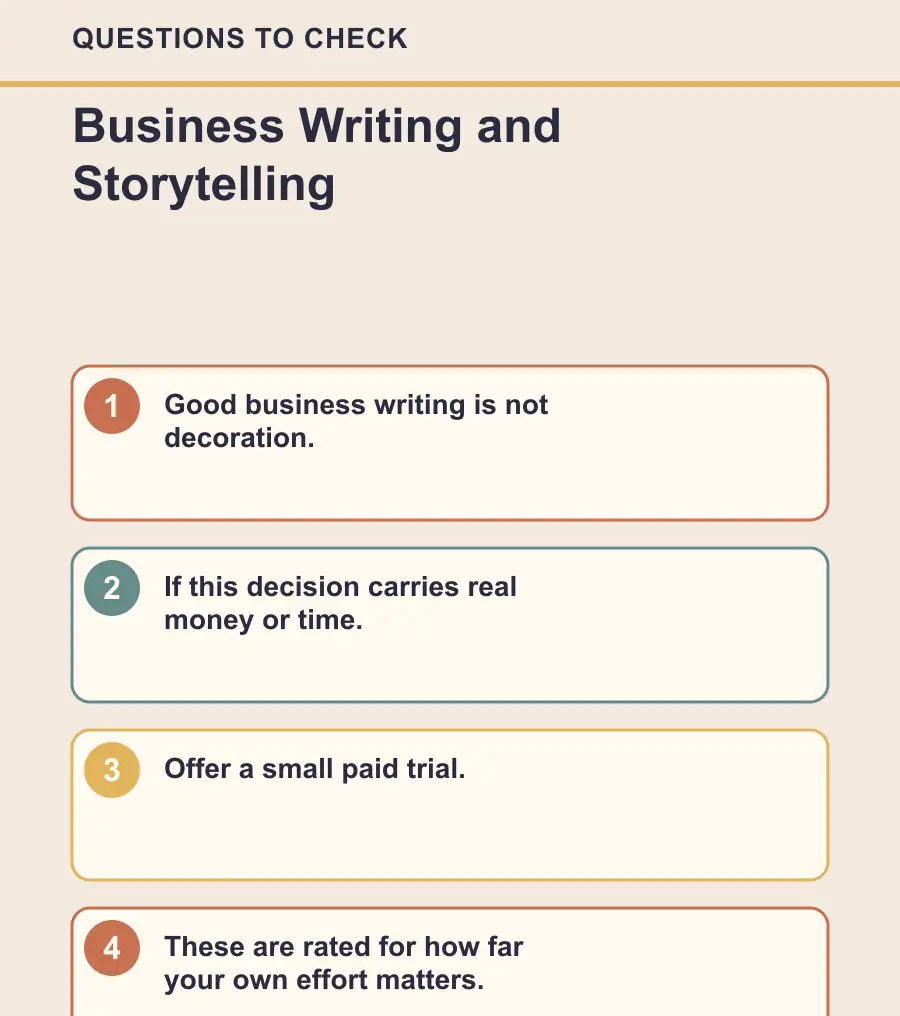 QUESTIONS TO CHECK
Business Writing and
Storytelling
1
Good business writing is not
decoration.
2
If this decision carries real
money or time.
3
Offer a small paid trial.
4
These are rated for how far
your own effort matters.